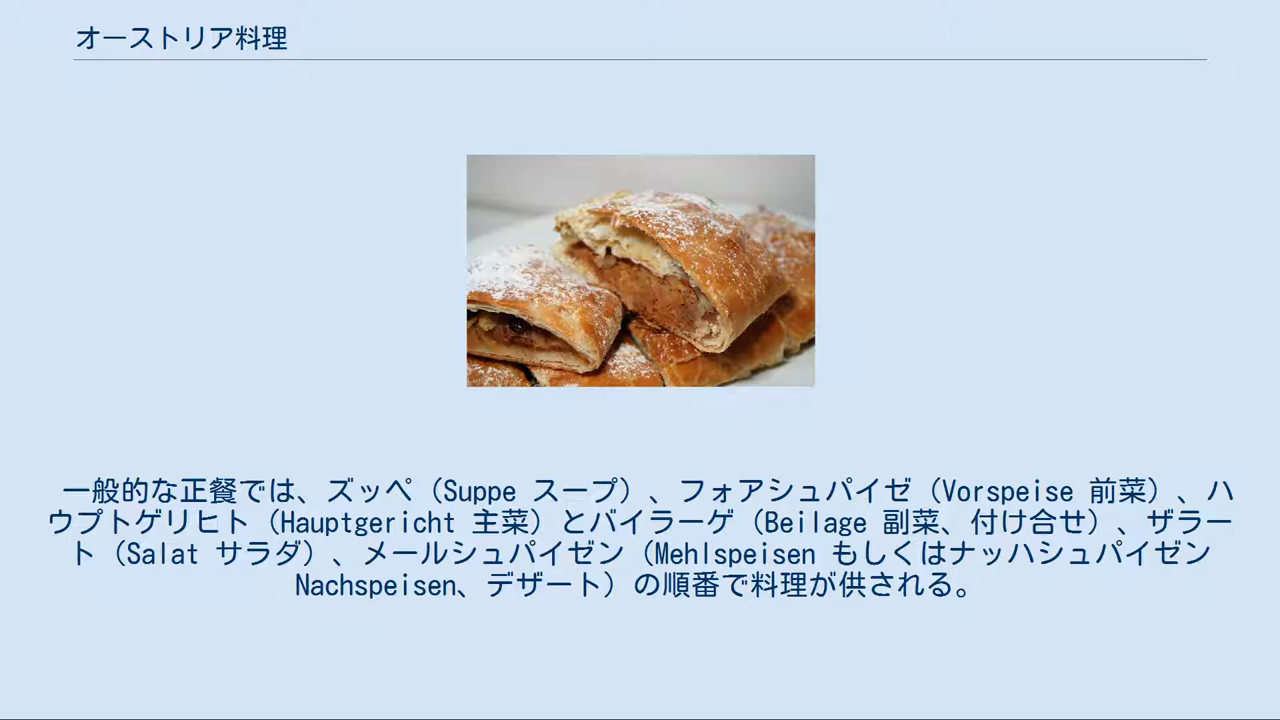 オーストリア料理
一般的な正餐では、ズッペ（Suppe スープ）、フォアシュパイゼ（Vorspeise 前菜）、ハ
ウプトゲリヒト（Hauptgericht 主菜）とバイラーゲ（Beilage 副菜、付け合せ）、ザラー
ト（Salat サラダ）、メールシュパイゼン（Mehlspeisen もしくはナッハシュパイゼン
Nachspeisen、デザート）の順番で料理が供される。